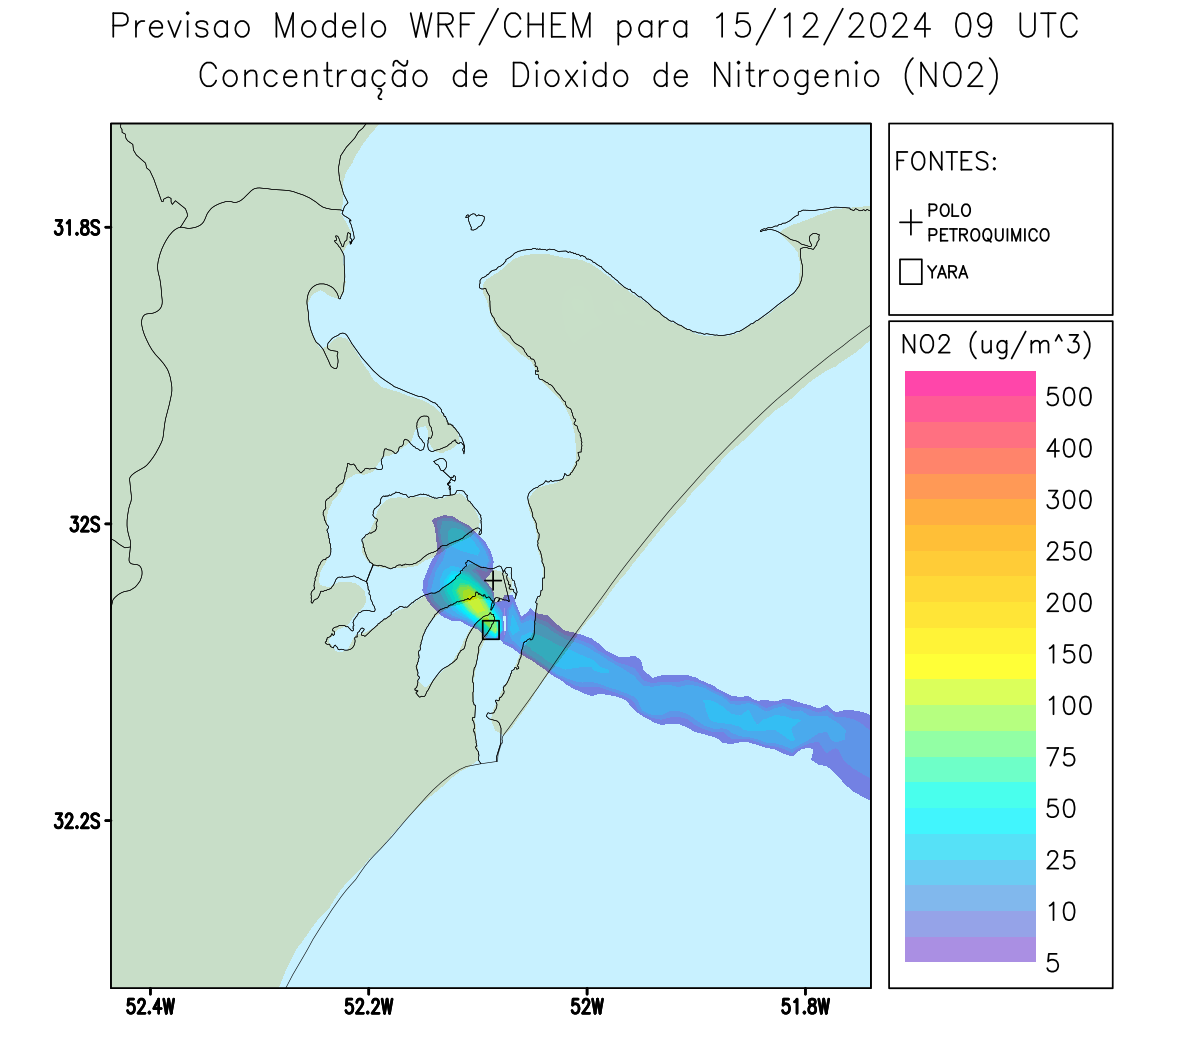 Previsao Modelo WRF/CHEM para 15/12/2024 09 UTC
Concentração de Dioxido de Nitrogenio (NO2)
FONTES:
POLO
PETROQUIMICO
YARA
31.8S
32S
32.2S
52.4W
52.2W
52W
51.8W
NO2 (ug/m^3)
500
400
300
250
200
150
100
75
50
25
10
5